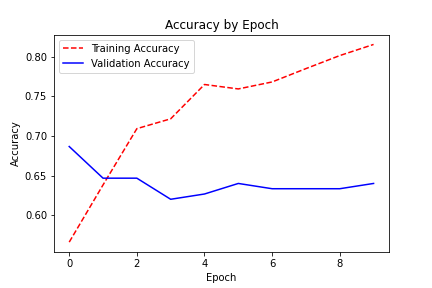 Accuracy by Epoch
Training Accuracy
Validation Accuracy
0.80
0.75
0.70
0.65
0.60
Accuracy
0 2 4 6 8
Epoch